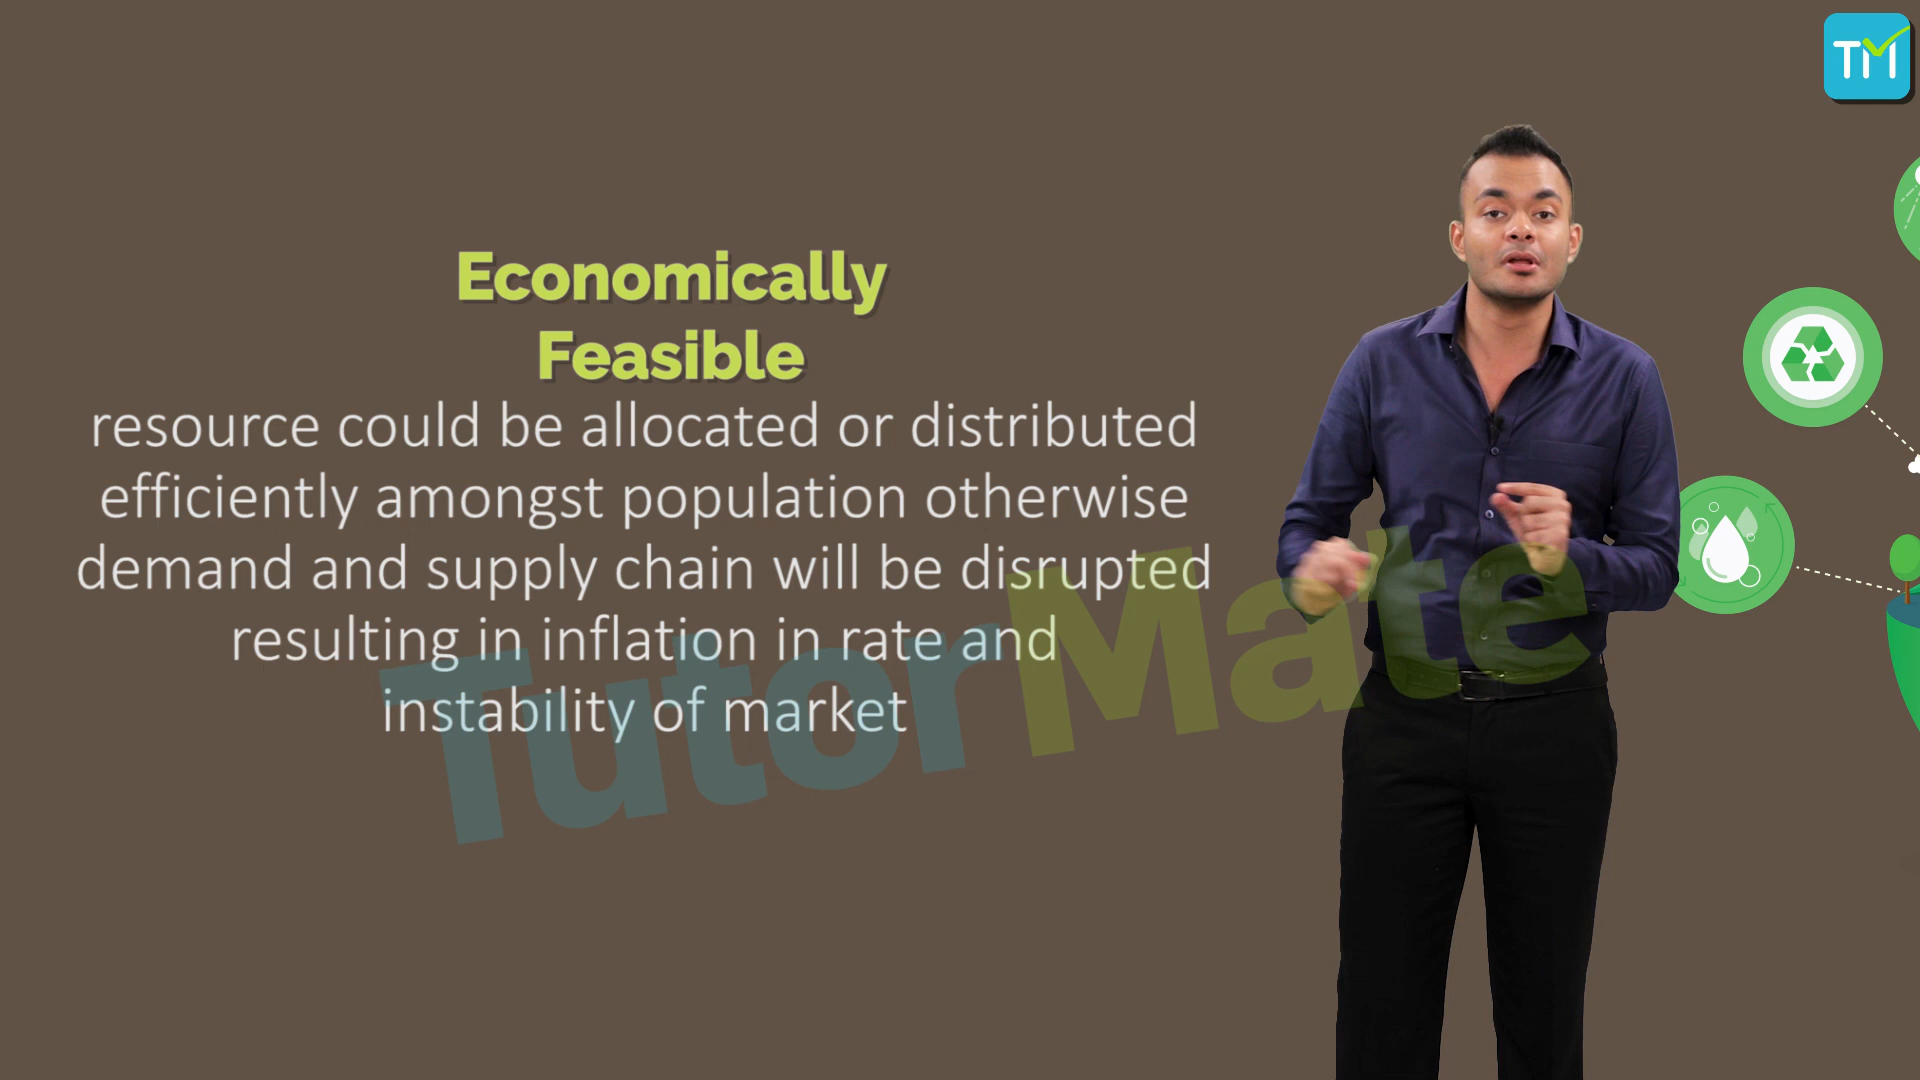 TM
Economically
Feasible
resource could be allocated or distributed
efficiently amongst population otherwise
demand and supply chain will be disrupted
resulting in inflation in rate and
instability of market
TutorMate